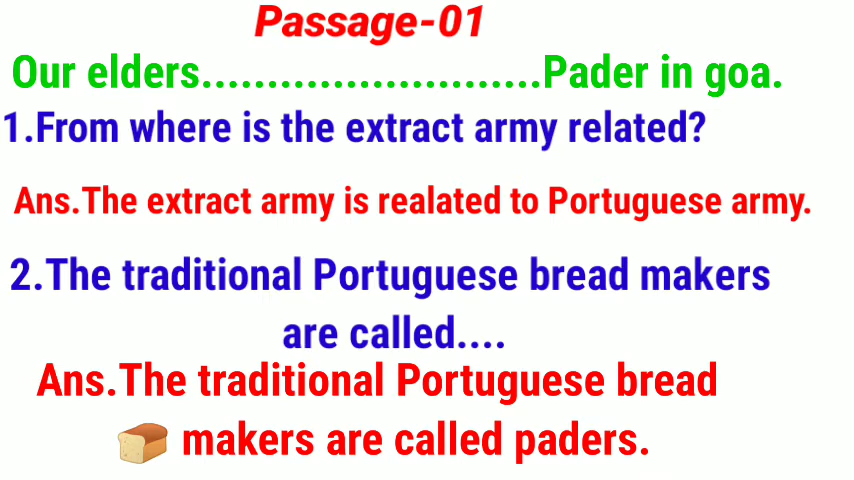 Passage-01
Our elders..........................Pader in goa.
1.From where is the extract army related?
Ans.The extract army is realated to Portuguese army.
2.The traditional Portuguese bread makers
are called....
Ans.The traditional Portuguese bread
makers are called paders.